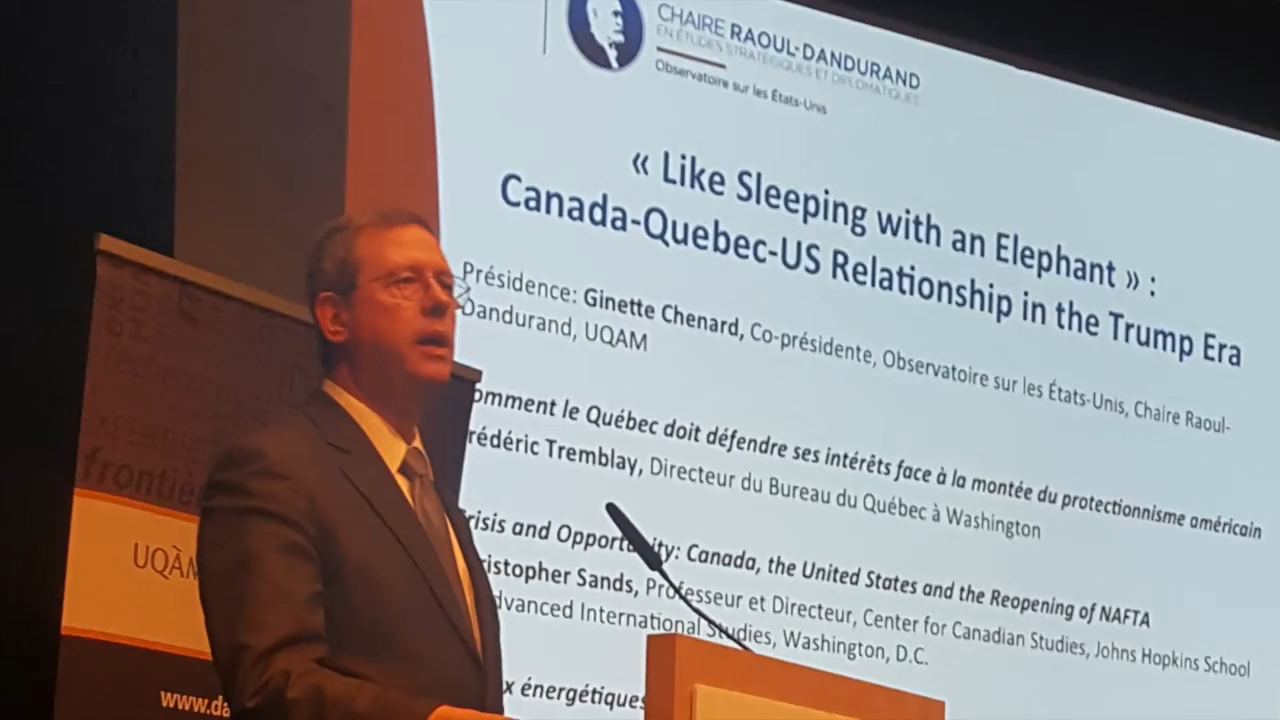 CHAIRE RAOUL-DANDURAND
EN ÉTUDES STRATÉGIQUES ET DIPLOMATIQUES
Observatoire sur les États-Unis
« Like Sleeping with an Elephant » :
Canada-Quebec-US Relationship in the Trump Era
Présidence: Ginette Chenard, Co-présidente, Observatoire sur les États-Unis, Chaire Raoul-
Dandurand, UQAM
omment le Québec doit défendre ses intérêts face à la montée du protectionnisme américain
rédéric Tremblay, Directeur du Bureau du Québec à Washington
risis and Opportunity: Canada, the United States and the Reopening of NAFTA
ristopher Sands, Professeur et Directeur, Center for Canadian Studies, Johns Hopkins School
dvanced International Studies, Washington, D.C.
x énergétiques
frontiè
UQÀM
www.da